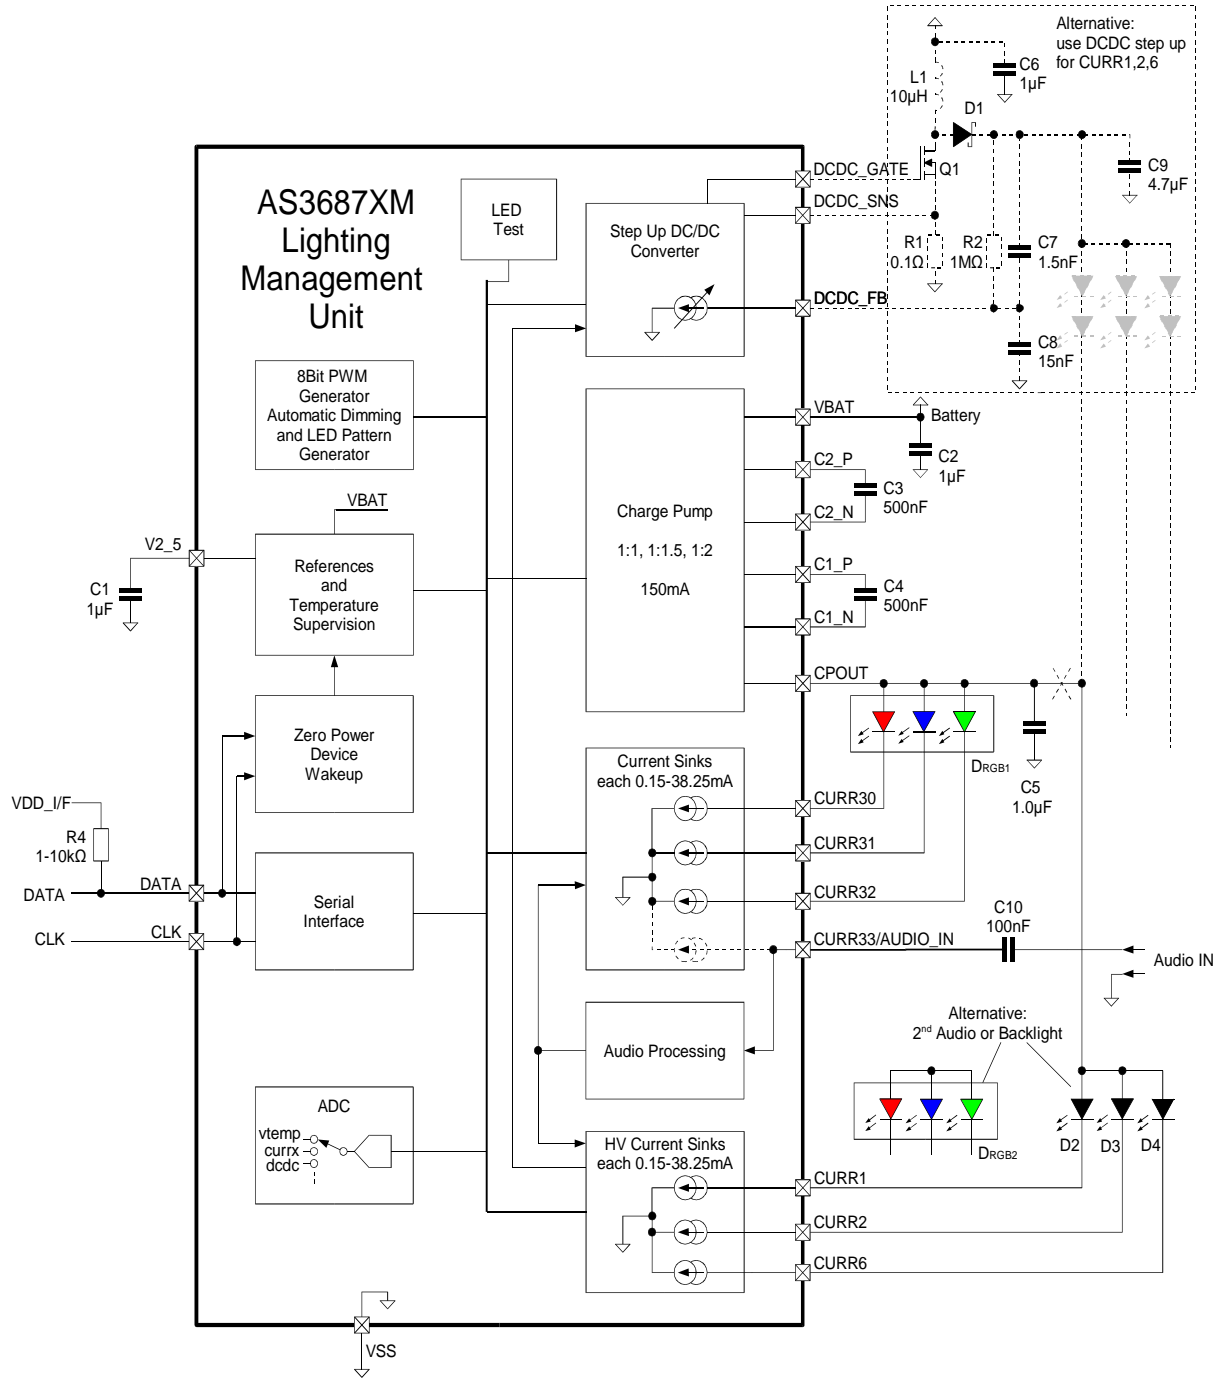 Alternative:
use DCDC step up
for CURR1,2,6
C6
1µF
L1
10µH
D1
DCDC_GATE
Q1
C9
4.7µF
DCDC_SNS
R1
0.1Ω
R2
1MΩ
C7
1.5nF
DCDC_FB
C8
15nF
AS3687XM
Lighting
Management
Unit
LED
Test
Step Up DC/DC
Converter
8Bit PWM
Generator
Automatic Dimming
and LED Pattern
Generator
VBAT
Battery
C2
1µF
C2_P
C3
500nF
C2_N
Charge Pump
1:1, 1:1.5, 1:2
150mA
C1_P
C4
500nF
C1_N
VBAT
V2_5
C1
1µF
References
and
Temperature
Supervision
CPOUT
Zero Power
Device
Wakeup
Current Sinks
each 0.15-38.25mA
DRGB1
C5
1.0µF
CURR30
CURR31
CURR32
VDD_I/F
R4
1-10kΩ
DATA
DATA
CLK
CLK
Serial
Interface
CURR33/AUDIO_IN
C10
100nF
Audio IN
Alternative:
2nd Audio or Backlight
Audio Processing
ADC
vtemp
currx
dcdc
HV Current Sinks
each 0.15-38.25mA
DRGB2
D2
D3
D4
CURR1
CURR2
CURR6
VSS